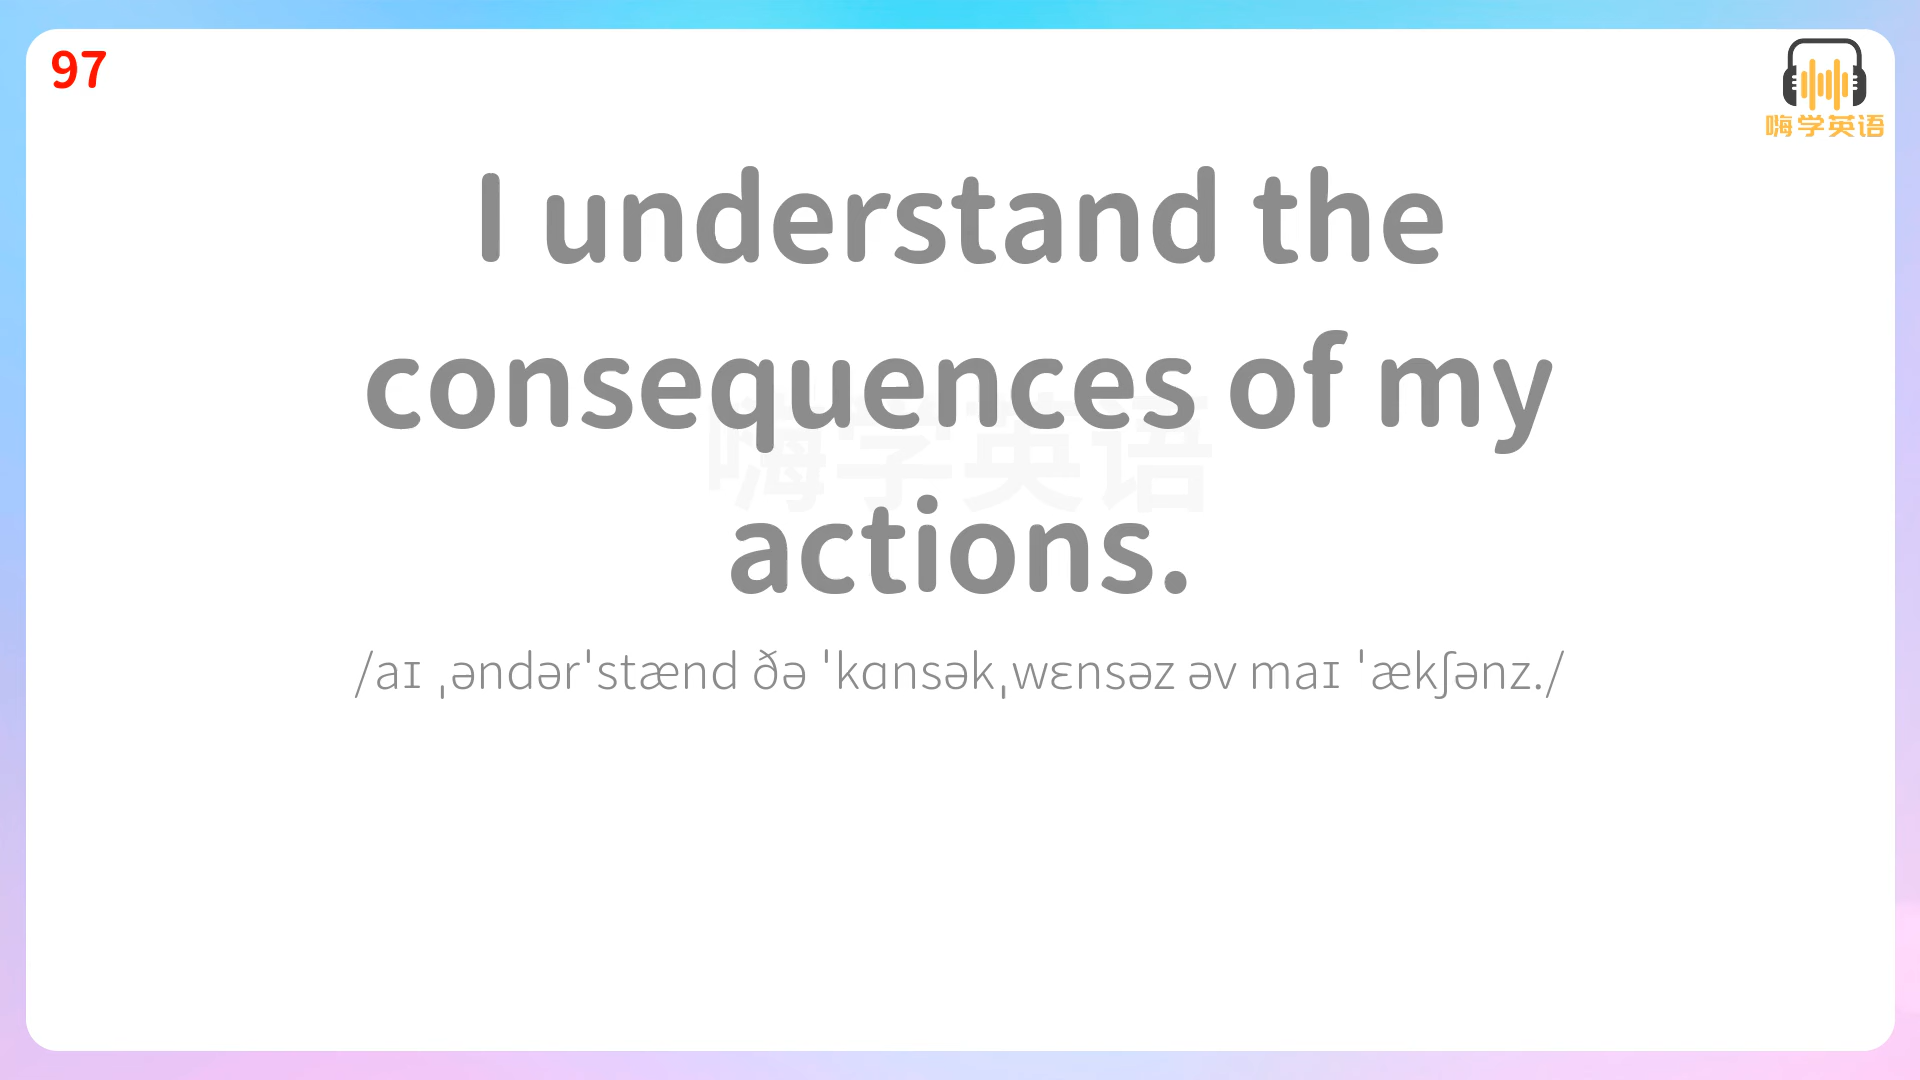 97
嗨学英语
I understand the
consequences of my
嗨学英语
actions.
/aɪ ˌəndərˈstænd ðə ˈkɑnsəkˌwɛnsəz əv maɪ ˈækʃənz./